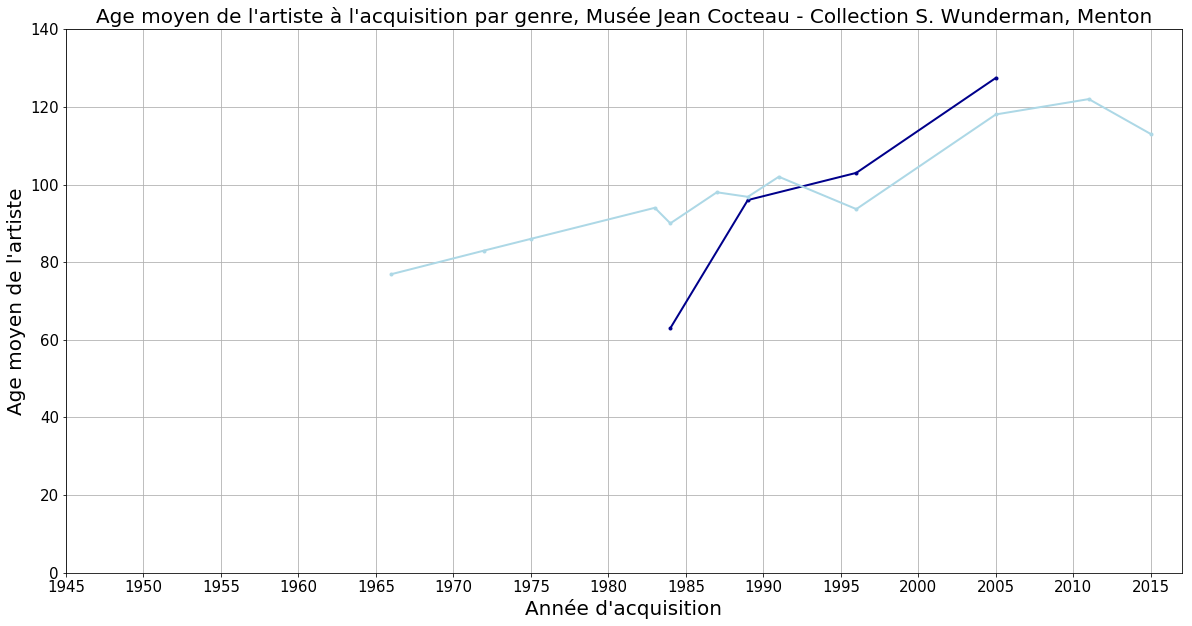 Age moyen de l'artiste à l'acquisition par genre, Musée Jean Cocteau - Collection S. Wunderman, Menton
140
120
100
80
60
40
20
0
Age moyen de l'artiste
1945 1950 1955 1960 1965 1970 1975 1980 1985 1990 1995 2000 2005 2010 2015
Année d'acquisition